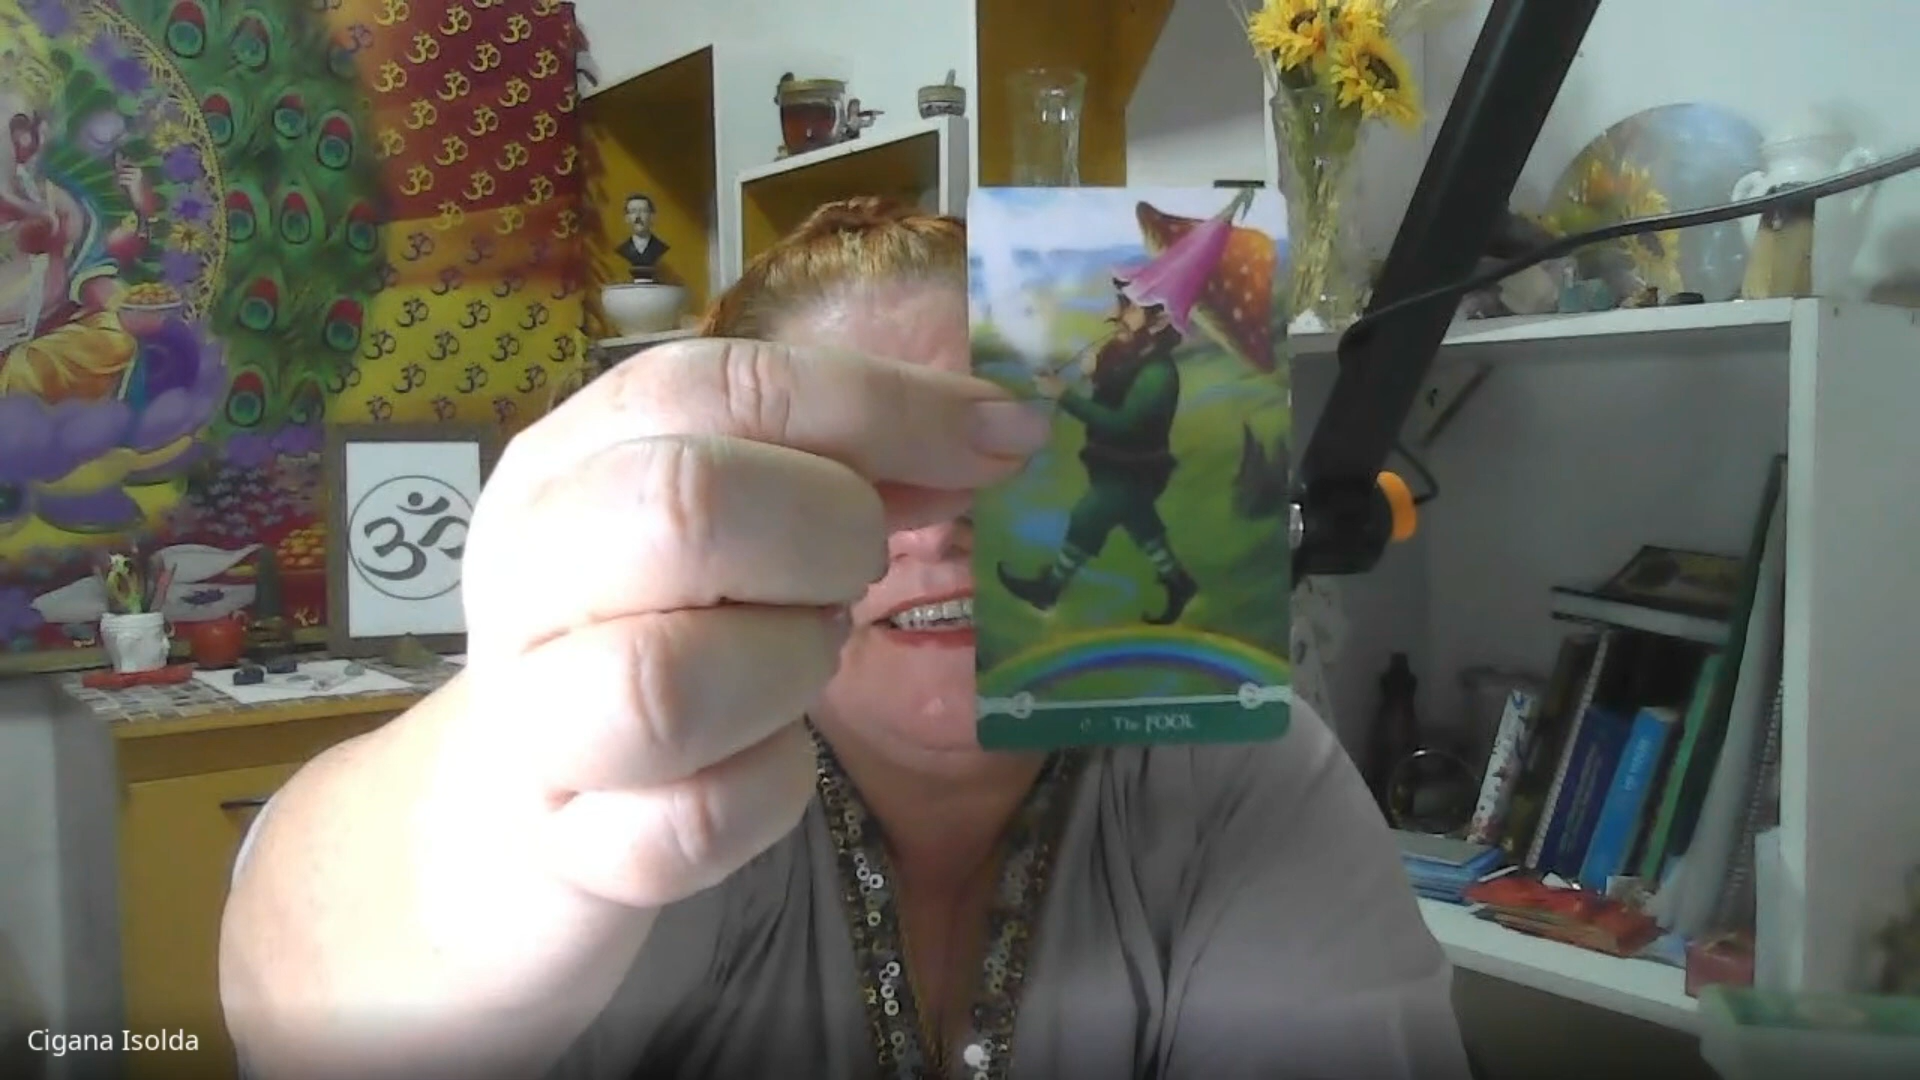 ॐ
0 The FOOL
Cigana Isolda